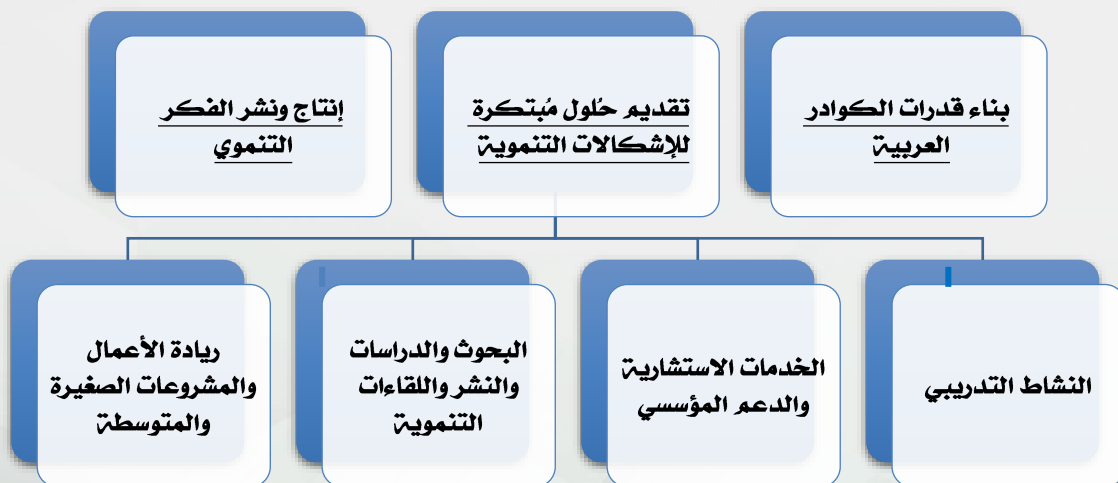 بناء قدرات الكوادر
العربية
تقديم حُلول مُبتكرة
للإشكالات التنموية
إنتاج ونشر الفكر
التنموي
النشاط التدريبي
الخدمات الاستشارية
والدعم المؤسسي
البحوث والدراسات
والنشر واللقاءات
التنموية
ريادة الأعمال
والمشروعات الصغيرة
والمتوسطة